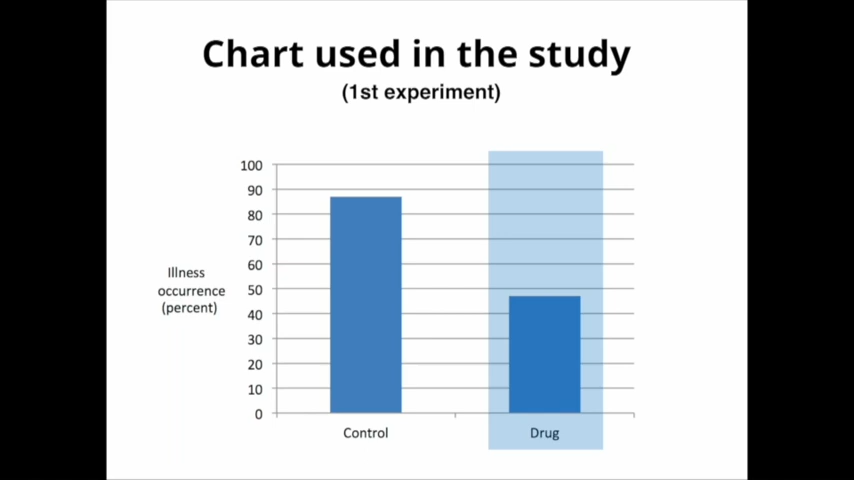 Chart used in the study
(1st experiment)
100
90
80
70
60
50
40
30
20
10
0
Illness
occurrence
(percent)
Control
Drug